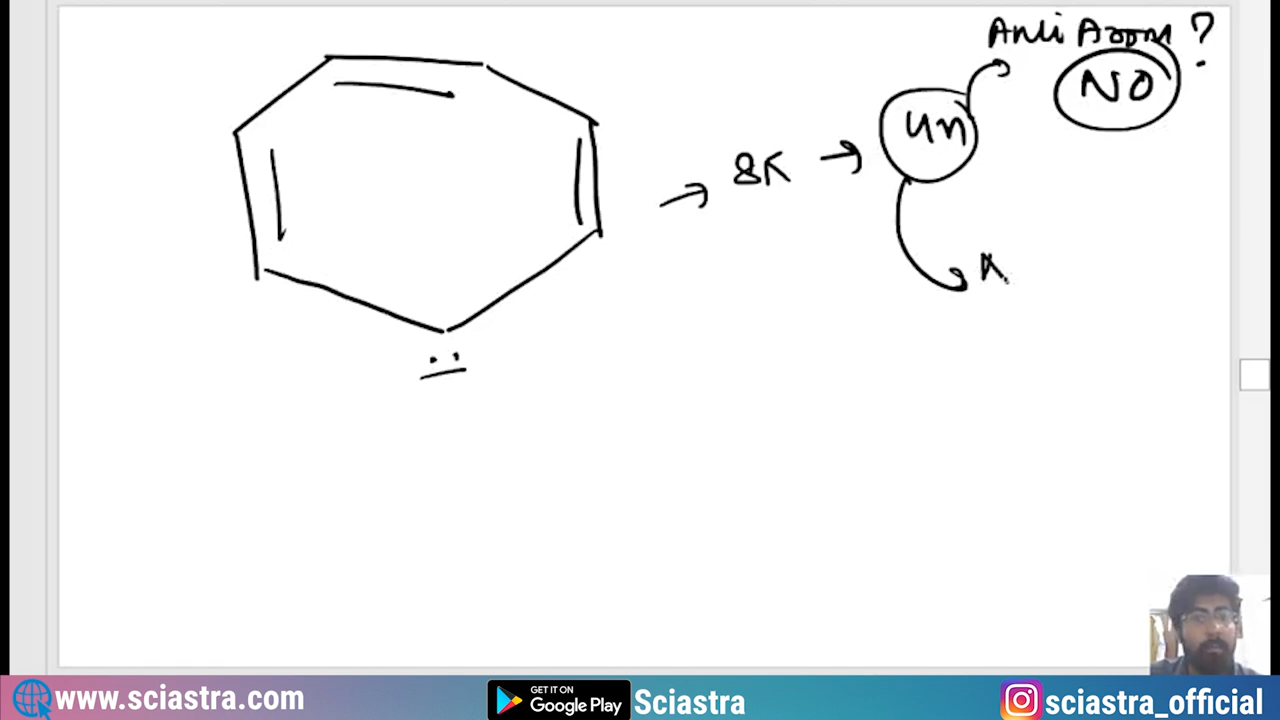 Anti Arom ?
NO
4n
→ 8π →
www.sciastra.com
GET IT ON
Google Play
Sciastra
sciastra_official